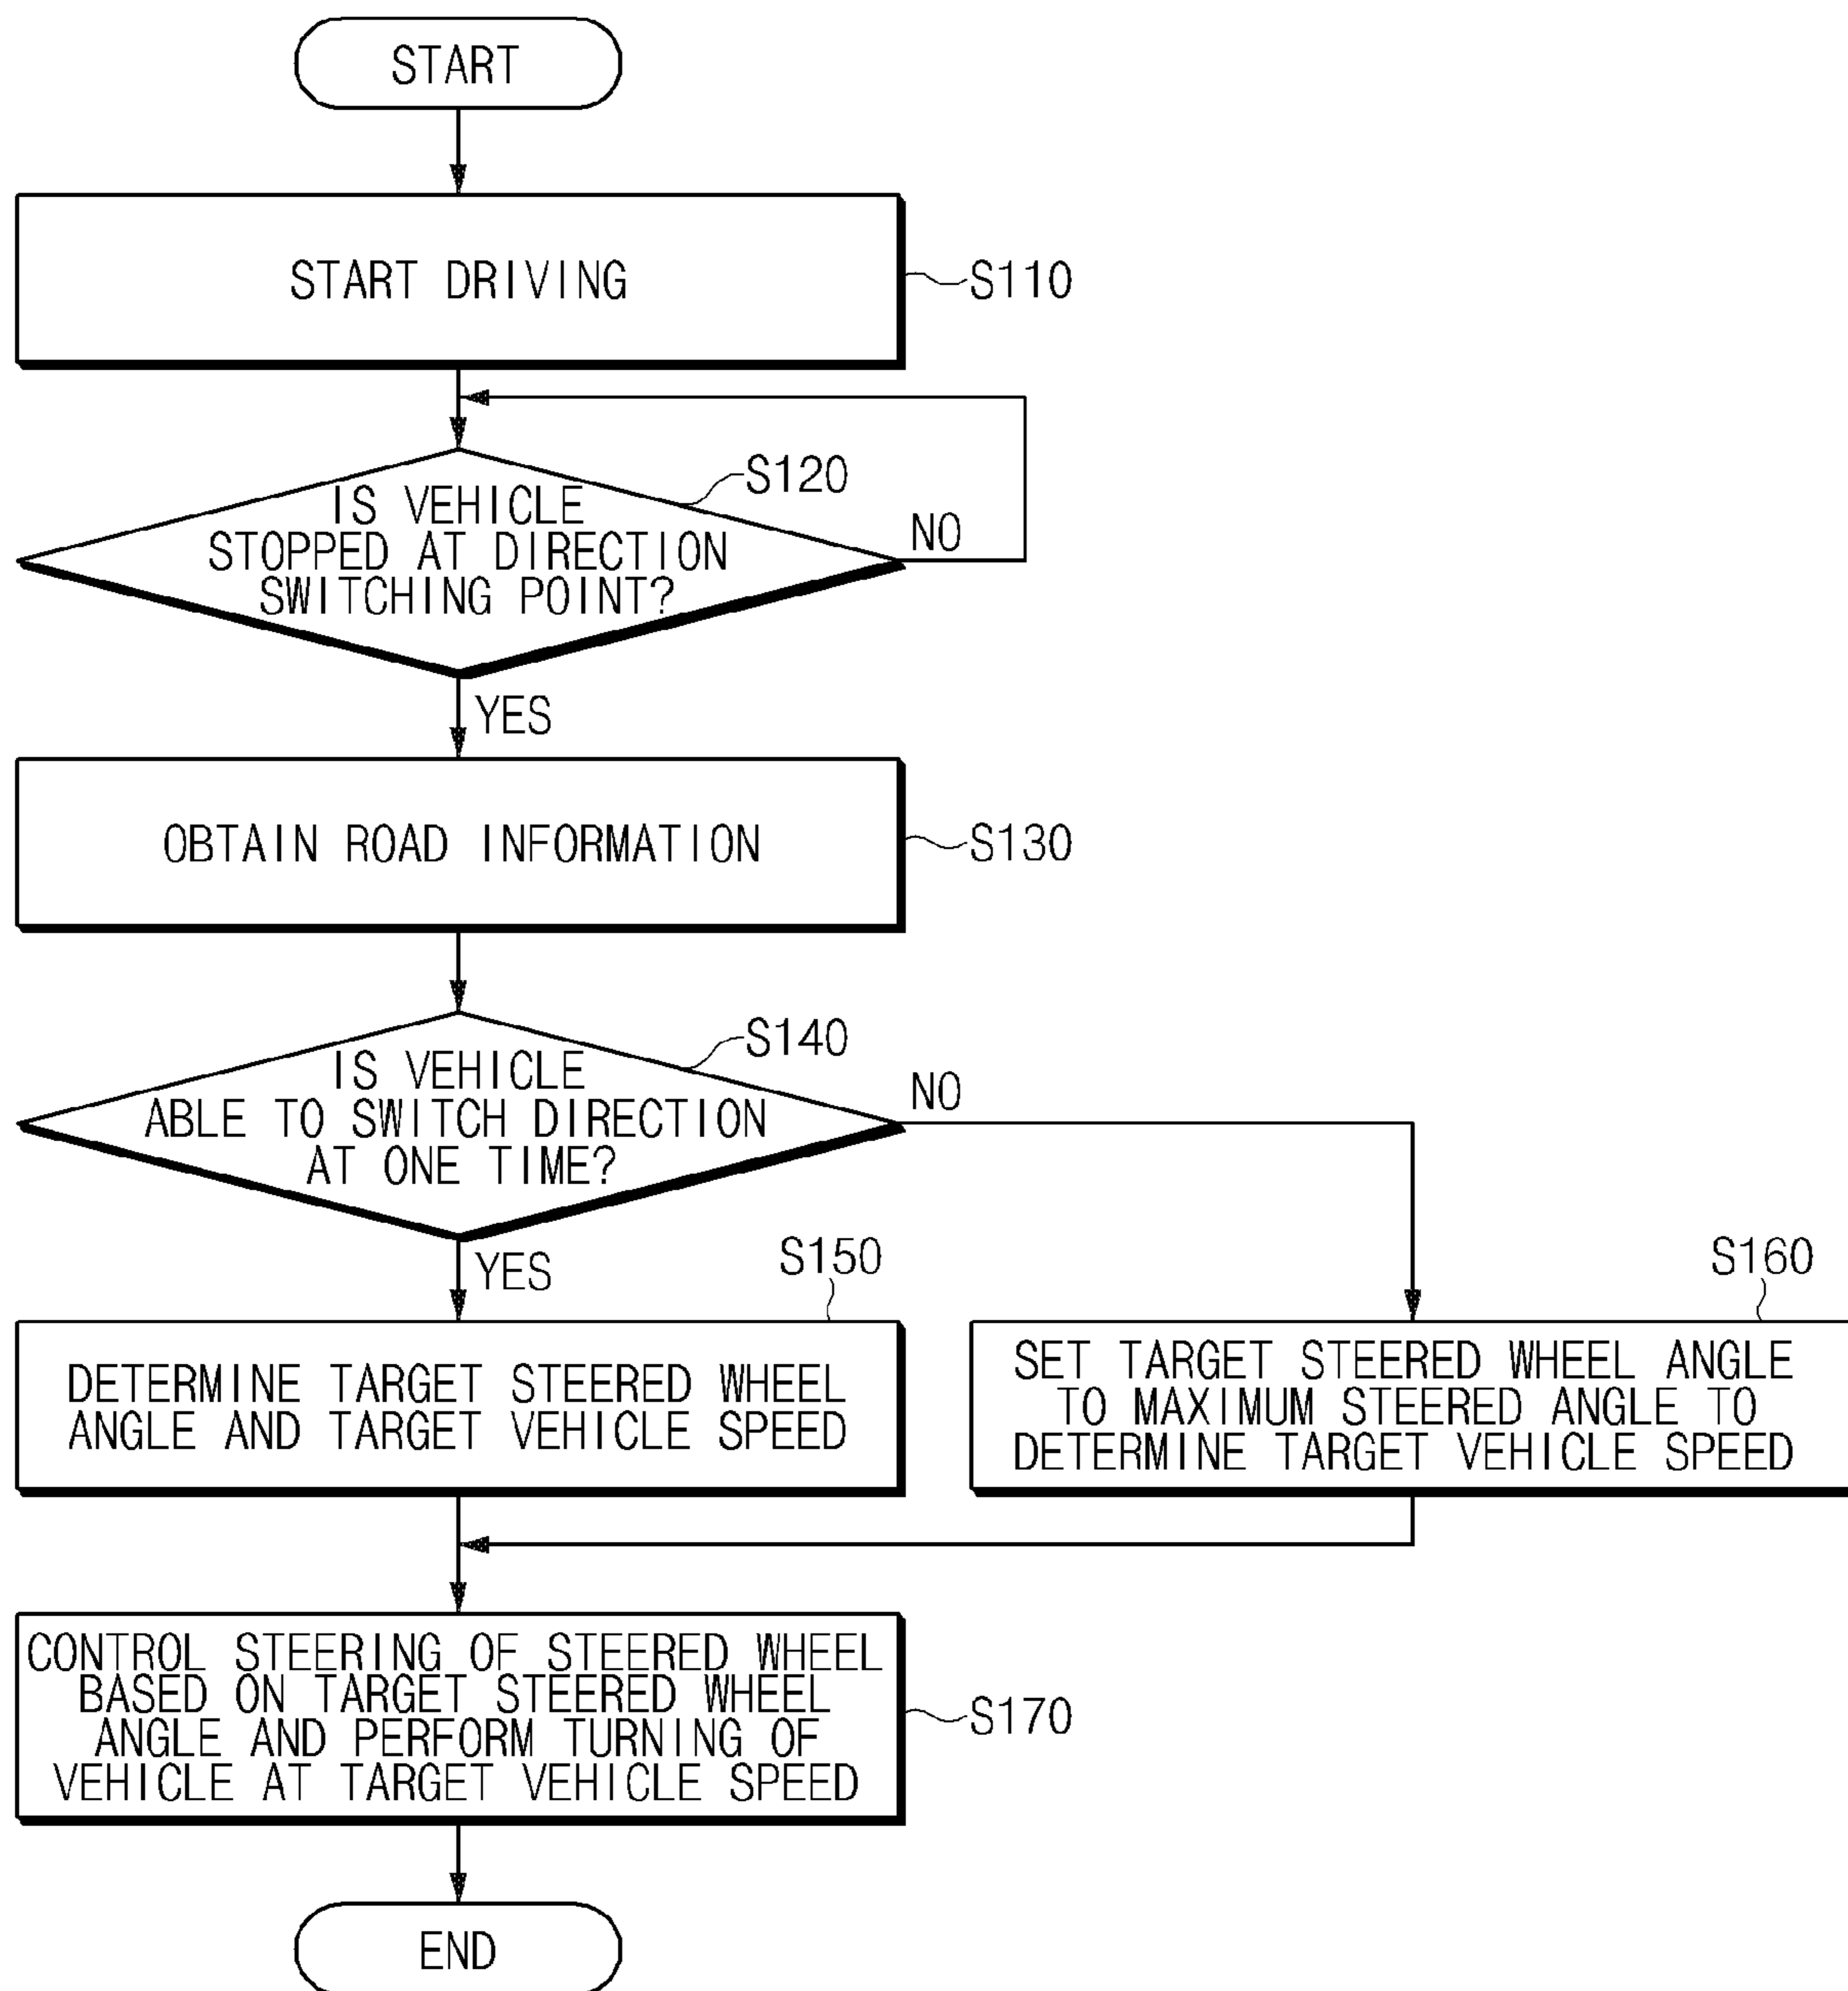 START
START DRIVING
S110
S120
IS VEHICLE
STOPPED AT DIRECTION
SWITCHING POINT?
NO
YES
OBTAIN ROAD INFORMATION
S130
S140
IS VEHICLE
ABLE TO SWITCH DIRECTION
AT ONE TIME?
NO
YES
S150
DETERMINE TARGET STEERED WHEEL
ANGLE AND TARGET VEHICLE SPEED
S160
SET TARGET STEERED WHEEL ANGLE
TO MAXIMUM STEERED ANGLE TO
DETERMINE TARGET VEHICLE SPEED
CONTROL STEERING OF STEERED WHEEL
BASED ON TARGET STEERED WHEEL
ANGLE AND PERFORM TURNING OF
VEHICLE AT TARGET VEHICLE SPEED
S170
END